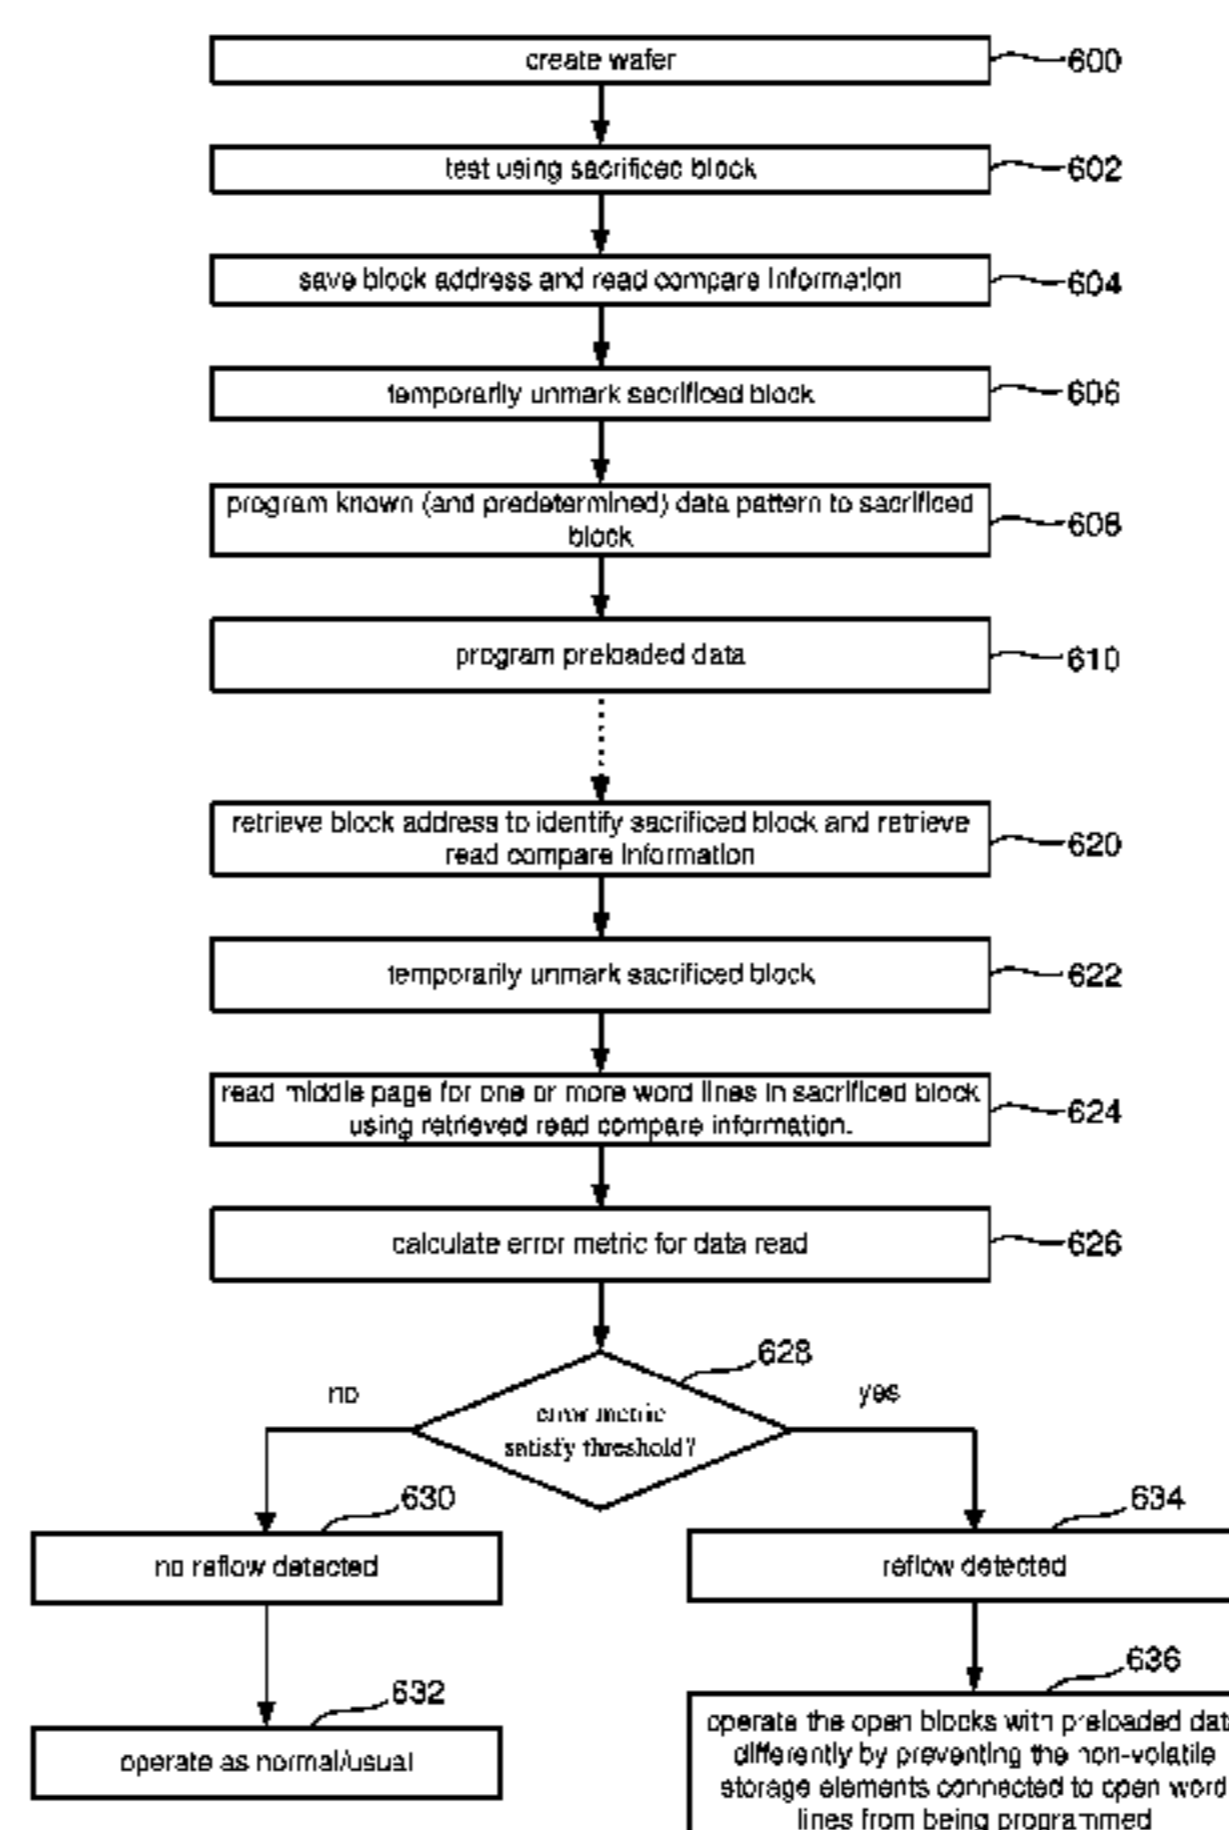 create wafer
600
test using sacrificed block
602
save block address and read compare information
604
temporarily unmark sacrificed block
606
program known (and predetermined) data pattern to sacrificed
block
608
program preloaded data
610
retrieve block address to identify sacrificed block and retrieve
read compare information
620
temporarily unmark sacrificed block
622
read middle page for one or more word lines in sacrificed block
using retrieved read compare information.
624
calculate error metric for data read
626
628
no
yes
error metric
satisfy threshold?
630
634
no reflow detected
reflow detected
632
636
operate as normal/usual
operate the open blocks with preloaded data
differently by preventing the non-volatile
storage elements connected to open word
lines from being programmed